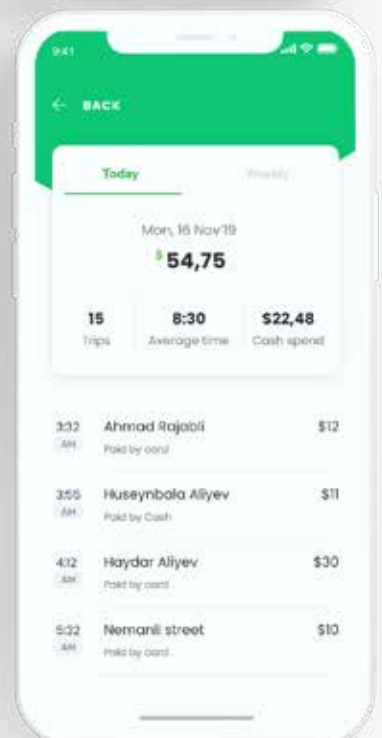 9:41
← BACK
Today Weekly
Mon, 16 Nov'19
$54,75
15 8:30 $22,48
Trips Average time Cash spend
3:32 Ahmad Rajabli $12
AM Paid by card
3:55 Huseynbala Aliyev $11
AM Paid by Cash
4:12 Haydar Aliyev $30
AM Paid by card
5:32 Nemanli street $10
AM Paid by card